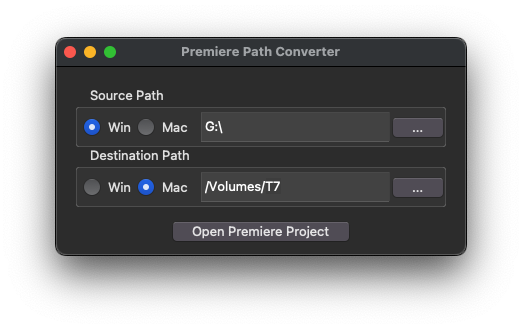 Premiere Path Converter
Source Path
Win Mac G:\ ...
Destination Path
Win Mac /Volumes/T7 ...
Open Premiere Project